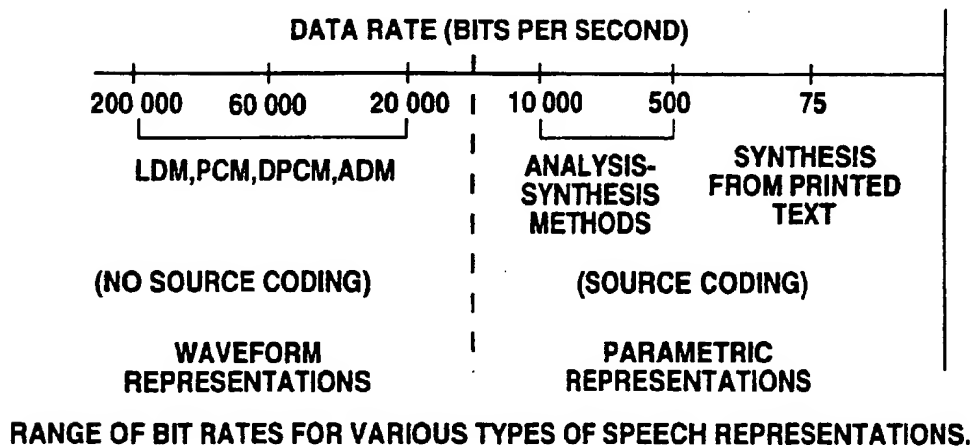 DATA RATE (BITS PER SECOND)
200 000 60 000 20 000 10 000 500 75
LDM,PCM,DPCM,ADM
ANALYSIS-
SYNTHESIS
METHODS
SYNTHESIS
FROM PRINTED
TEXT
(NO SOURCE CODING)
(SOURCE CODING)
WAVEFORM
REPRESENTATIONS
PARAMETRIC
REPRESENTATIONS
RANGE OF BIT RATES FOR VARIOUS TYPES OF SPEECH REPRESENTATIONS.